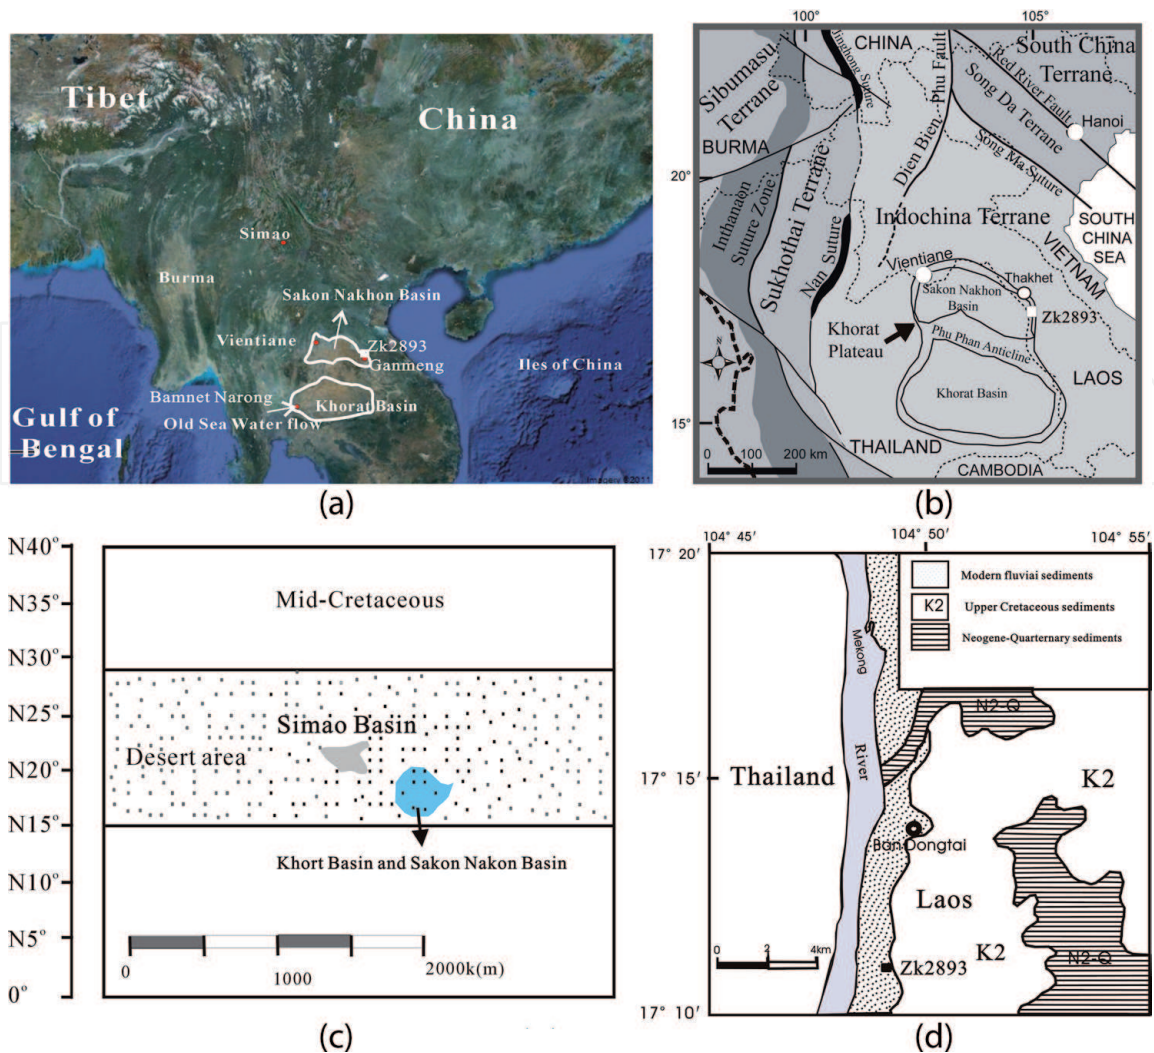 Tibet
China
Simao
Burma
Sakon Nakhon Basin
Vientiane
Zk2893
Ganmeng
Iles of China
Bamnet Narong
Khorat Basin
Old Sea Water flow
Gulf of
Bengal
(a)
100°
105°
CHINA
South China
Terrane
Sibumasu
Terrane
Jinghong Suture
Phu Fault
Dien Bien
Red River Fault
Song Da Terrane
Hanoi
BURMA
20°
Song Ma Suture
Inthanaon
Suture Zone
Sukhothai Terrane
Nan Suture
Indochina Terrane
SOUTH
CHINA
SEA
VIETNAM
Vientiane
Thakhet
Sakon Nakhon
Basin
Zk2893
Khorat
Plateau
Phu Phan Anticline
LAOS
Khorat Basin
15°
THAILAND
CAMBODIA
0 100 200 km
(b)
N40°
N35°
N30°
N25°
N20°
N15°
N10°
N5°
0°
Mid-Cretaceous
Simao Basin
Desert area
Khort Basin and Sakon Nakon Basin
0 1000 2000k(m)
(c)
104° 45′ 104° 50′ 104° 55′
17° 20′
Modern fluviai sediments
K2 Upper Cretaceous sediments
Neogene-Quarternary sediments
Mekong
River
N2-Q
17° 15′
Thailand
K2
Ban Dongtai
Laos
0 2 4km
K2
N2-Q
Zk2893
17° 10′
(d)